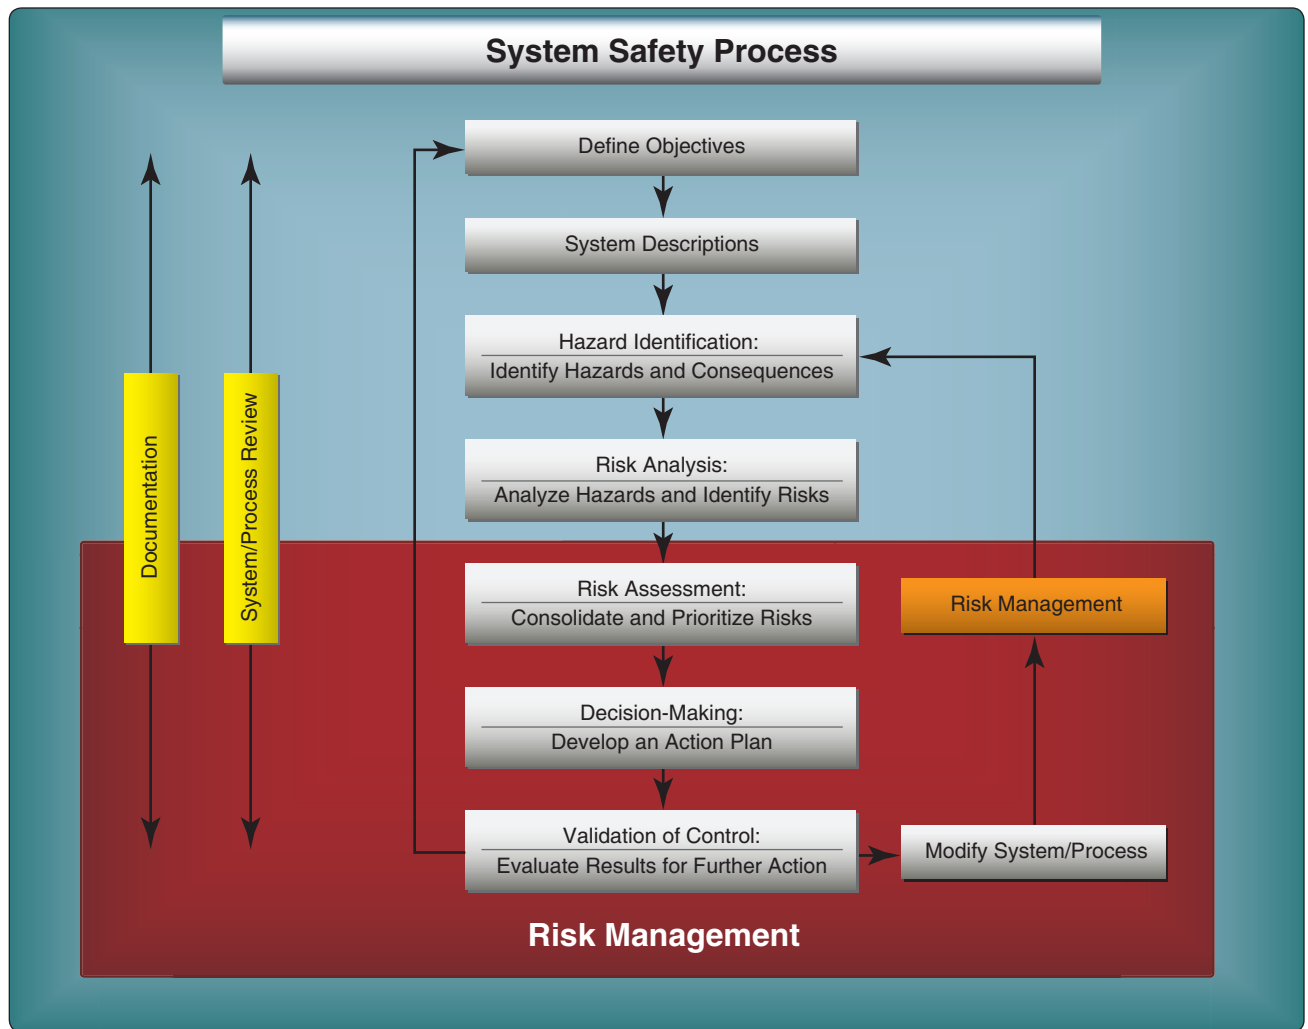 System Safety Process
Define Objectives
System Descriptions
Hazard Identification:
Identify Hazards and Consequences
Risk Analysis:
Analyze Hazards and Identify Risks
Documentation
System/Process Review
Risk Assessment:
Consolidate and Prioritize Risks
Risk Management
Decision-Making:
Develop an Action Plan
Validation of Control:
Evaluate Results for Further Action
Modify System/Process
Risk Management